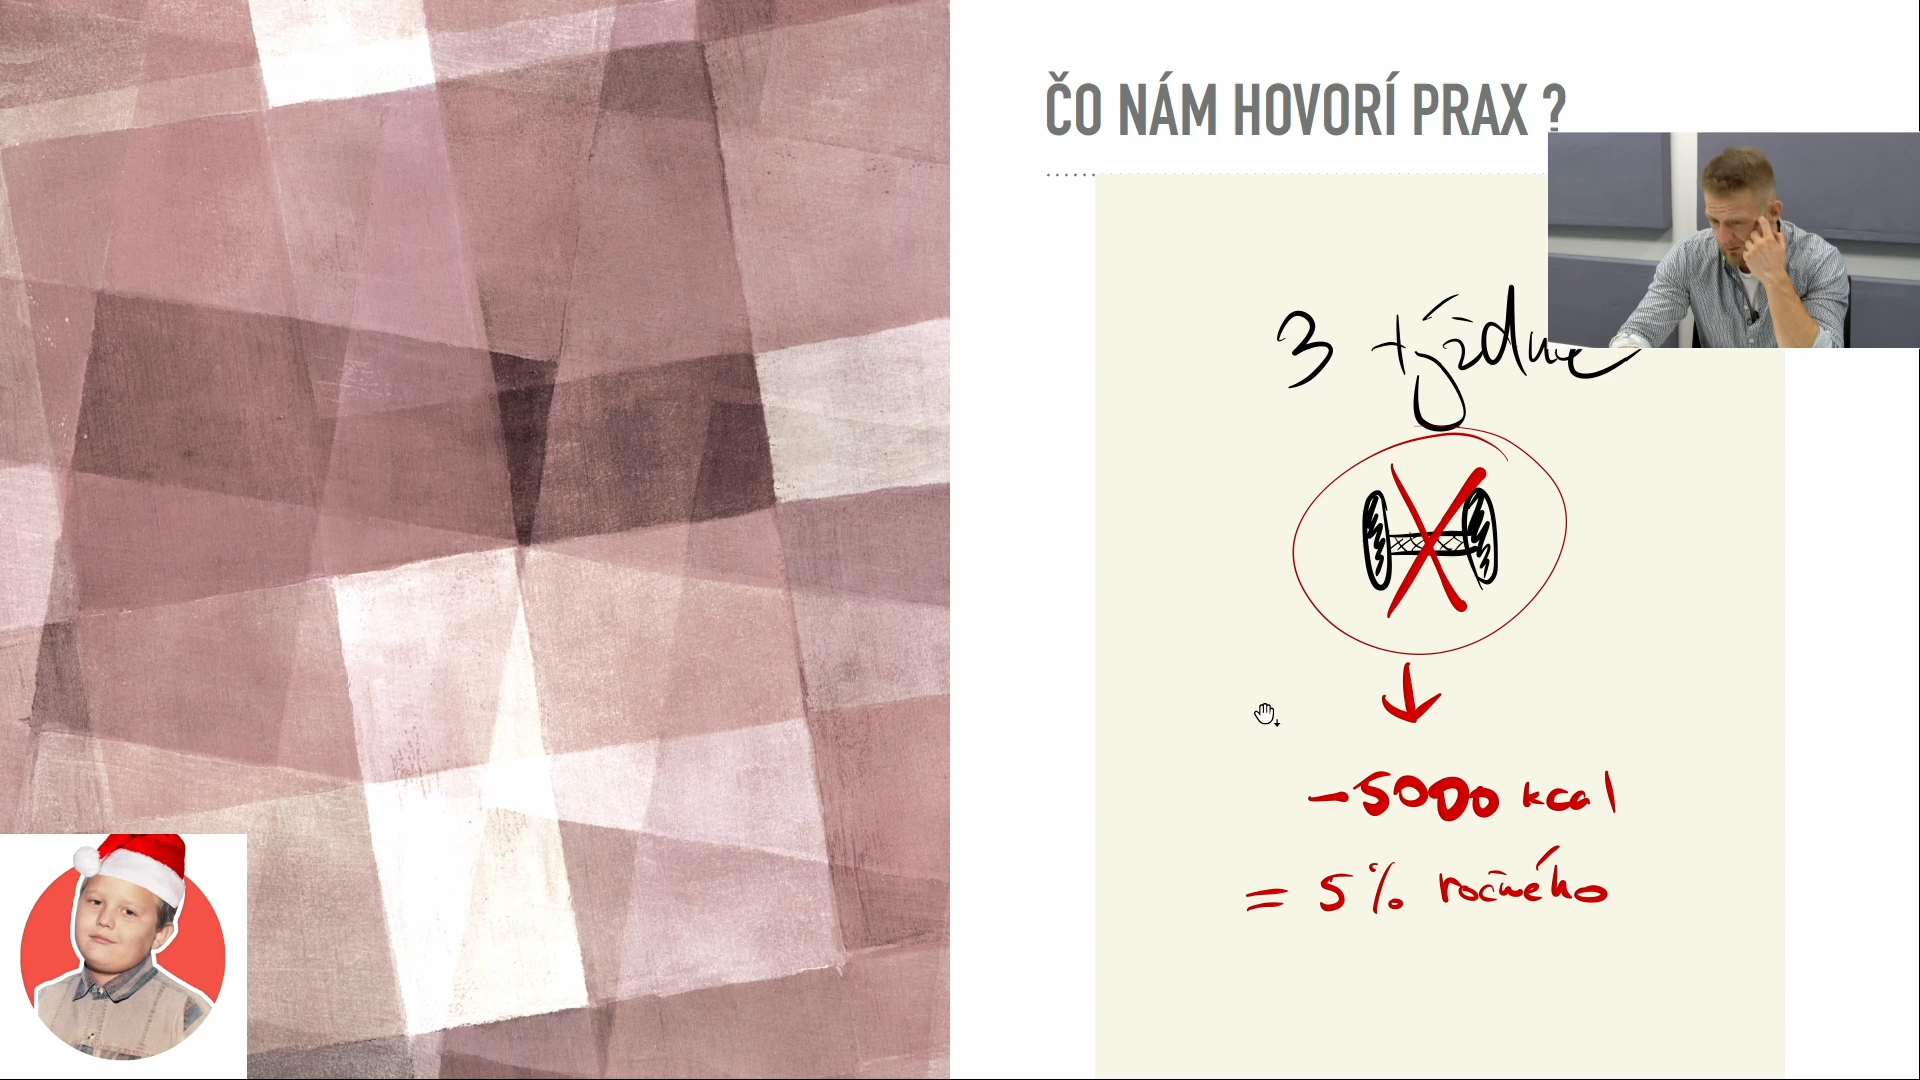 ČO NÁM HOVORÍ PRAX ?
3 týždne
-5000 kcal
= 5% ročného